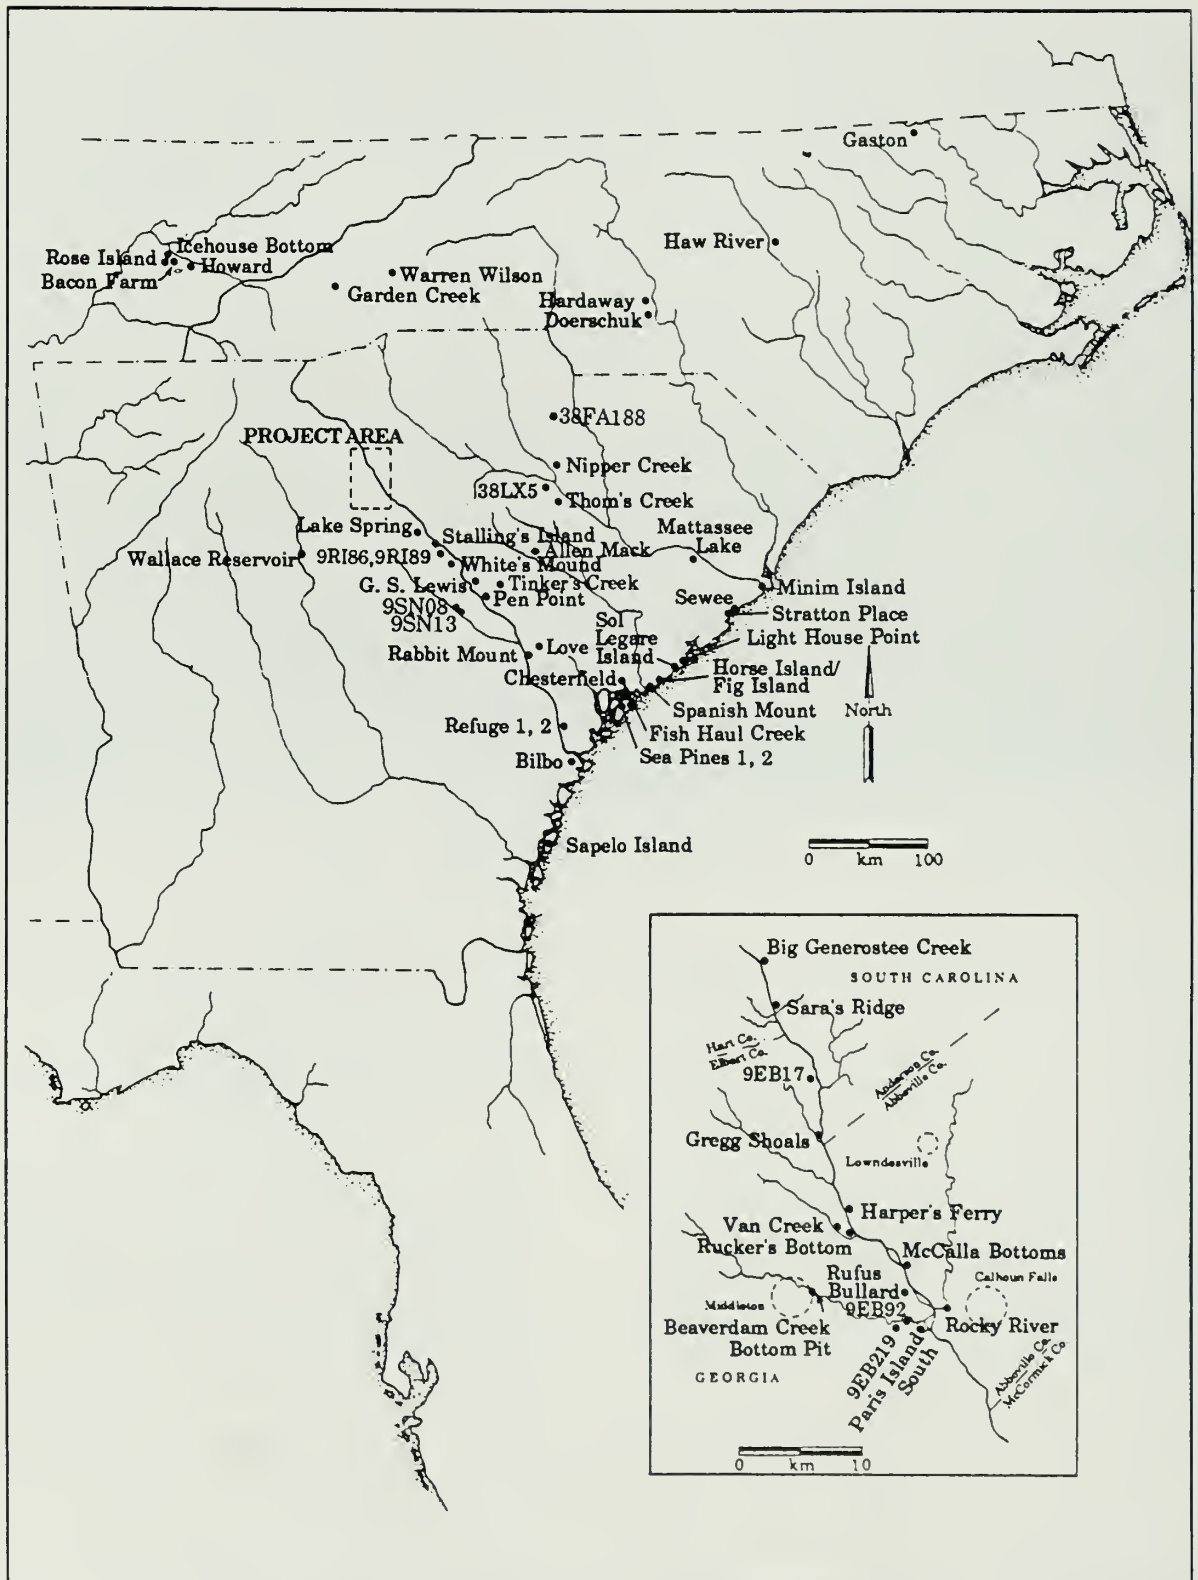 Gaston
Haw River
Icehouse Bottom
Rose Island
Howard
Bacon Farm
Warren Wilson
Garden Creek
Hardaway
Doerschuk
38FA188
PROJECT AREA
Nipper Creek
38LX5
Thom's Creek
Lake Spring
Stalling's Island
Mattassee
Lake
Allen Mack
Wallace Reservoir
9RI86,9RI89
White's Mound
G. S. Lewis
Tinker's Creek
Pen Point
Minim Island
Sewee
Stratton Place
9SN08
9SN13
Sol
Legare
Island
Light House Point
Love
Rabbit Mount
Horse Island/
Fig Island
Chesterfield
Spanish Mount
North
Refuge 1, 2
Fish Haul Creek
Sea Pines 1, 2
Bilbo
Sapelo Island
0 km 100
Big Generostee Creek
SOUTH CAROLINA
Sara's Ridge
Hart Co.
Elbert Co.
9EB17
Anderson Co.
Abbeville Co.
Gregg Shoals
Lowndesville
Harper's Ferry
Van Creek
Rucker's Bottom
McCalla Bottoms
Rufus
Bullard
Calhoun Falls
Middleton
9EB92
Rocky River
Beaverdam Creek
Bottom Pit
9EB219
Paris Island
South
Abbeville Co.
McCormick Co.
GEORGIA
0 km 10